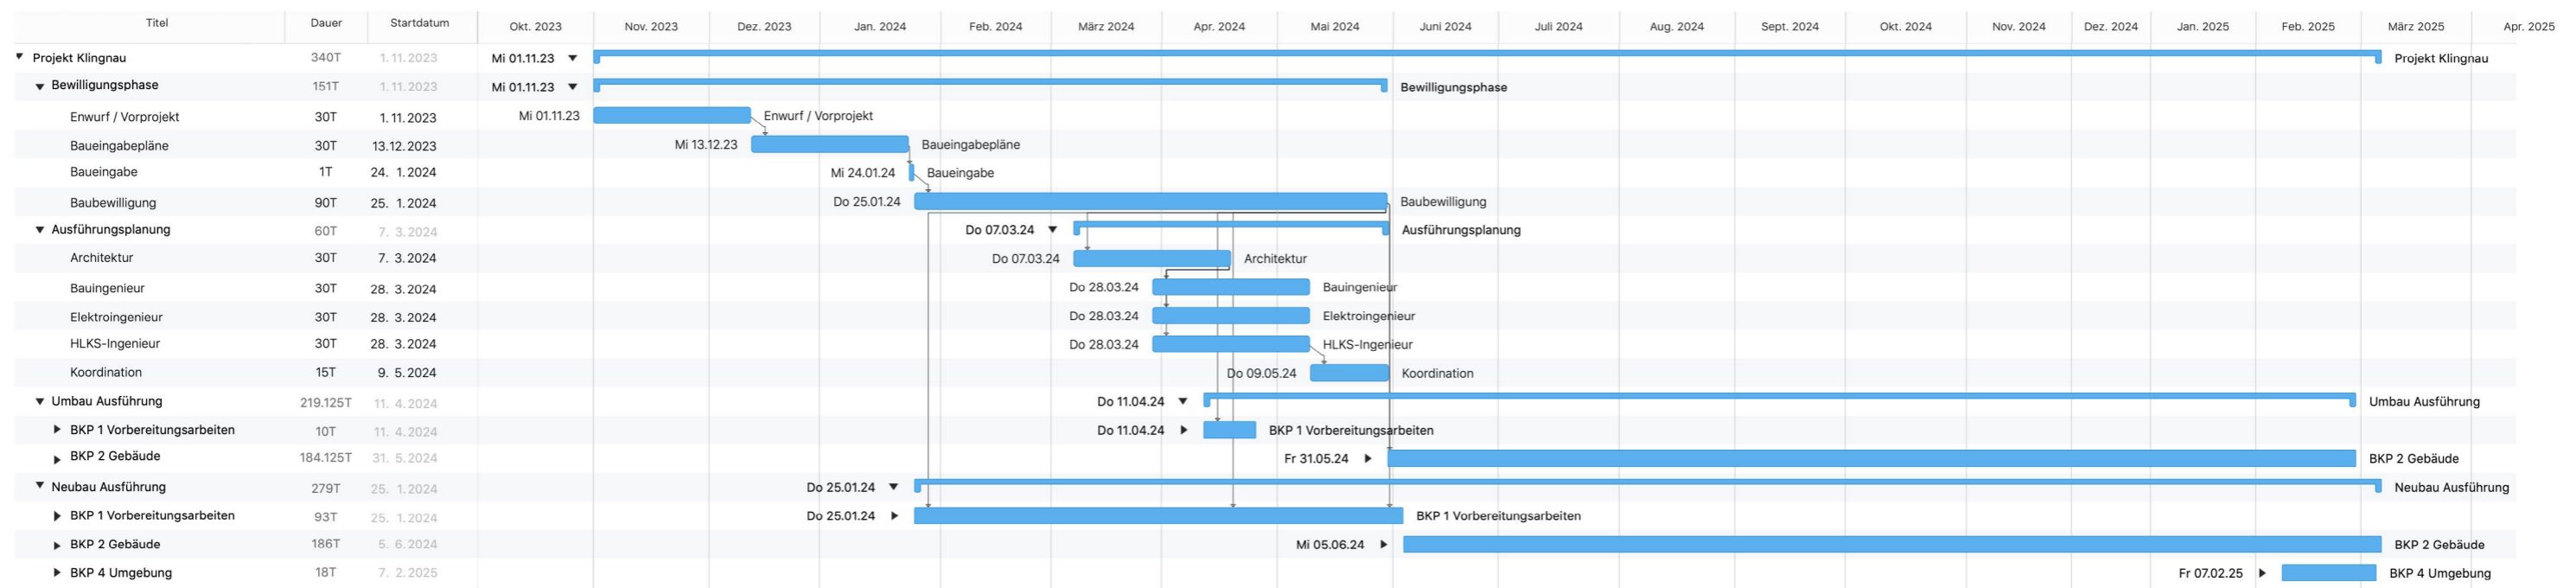 Titel Dauer Startdatum Okt. 2023 Nov. 2023 Dez. 2023 Jan. 2024 Feb. 2024 März 2024 Apr. 2024 Mai 2024 Juni 2024 Juli 2024 Aug. 2024 Sept. 2024 Okt. 2024 Nov. 2024 Dez. 2024 Jan. 2025 Feb. 2025 März 2025 Apr. 2025
Projekt Klingnau 340T 1. 11. 2023 Mi 01.11.23 Projekt Klingnau
Bewilligungsphase 151T 1. 11. 2023 Mi 01.11.23 Bewilligungsphase
Enwurf / Vorprojekt 30T 1. 11. 2023 Mi 01.11.23 Enwurf / Vorprojekt
Baueingabepläne 30T 13.12. 2023 Mi 13.12.23 Baueingabepläne
Baueingabe 1T 24. 1. 2024 Mi 24.01.24 Baueingabe
Baubewilligung 90T 25. 1. 2024 Do 25.01.24 Baubewilligung
Ausführungsplanung 60T 7. 3. 2024 Do 07.03.24 Ausführungsplanung
Architektur 30T 7. 3. 2024 Do 07.03.24 Architektur
Bauingenieur 30T 28. 3. 2024 Do 28.03.24 Bauingenieur
Elektroingenieur 30T 28. 3. 2024 Do 28.03.24 Elektroingenieur
HLKS-Ingenieur 30T 28. 3. 2024 Do 28.03.24 HLKS-Ingenieur
Koordination 15T 9. 5. 2024 Do 09.05.24 Koordination
Umbau Ausführung 219.125T 11. 4. 2024 Do 11.04.24 Umbau Ausführung
BKP 1 Vorbereitungsarbeiten 10T 11. 4. 2024 Do 11.04.24 BKP 1 Vorbereitungsarbeiten
BKP 2 Gebäude 184.125T 31. 5. 2024 Fr 31.05.24 BKP 2 Gebäude
Neubau Ausführung 279T 25. 1. 2024 Do 25.01.24 Neubau Ausführung
BKP 1 Vorbereitungsarbeiten 93T 25. 1. 2024 Do 25.01.24 BKP 1 Vorbereitungsarbeiten
BKP 2 Gebäude 186T 5. 6. 2024 Mi 05.06.24 BKP 2 Gebäude
BKP 4 Umgebung 18T 7. 2. 2025 Fr 07.02.25 BKP 4 Umgebung